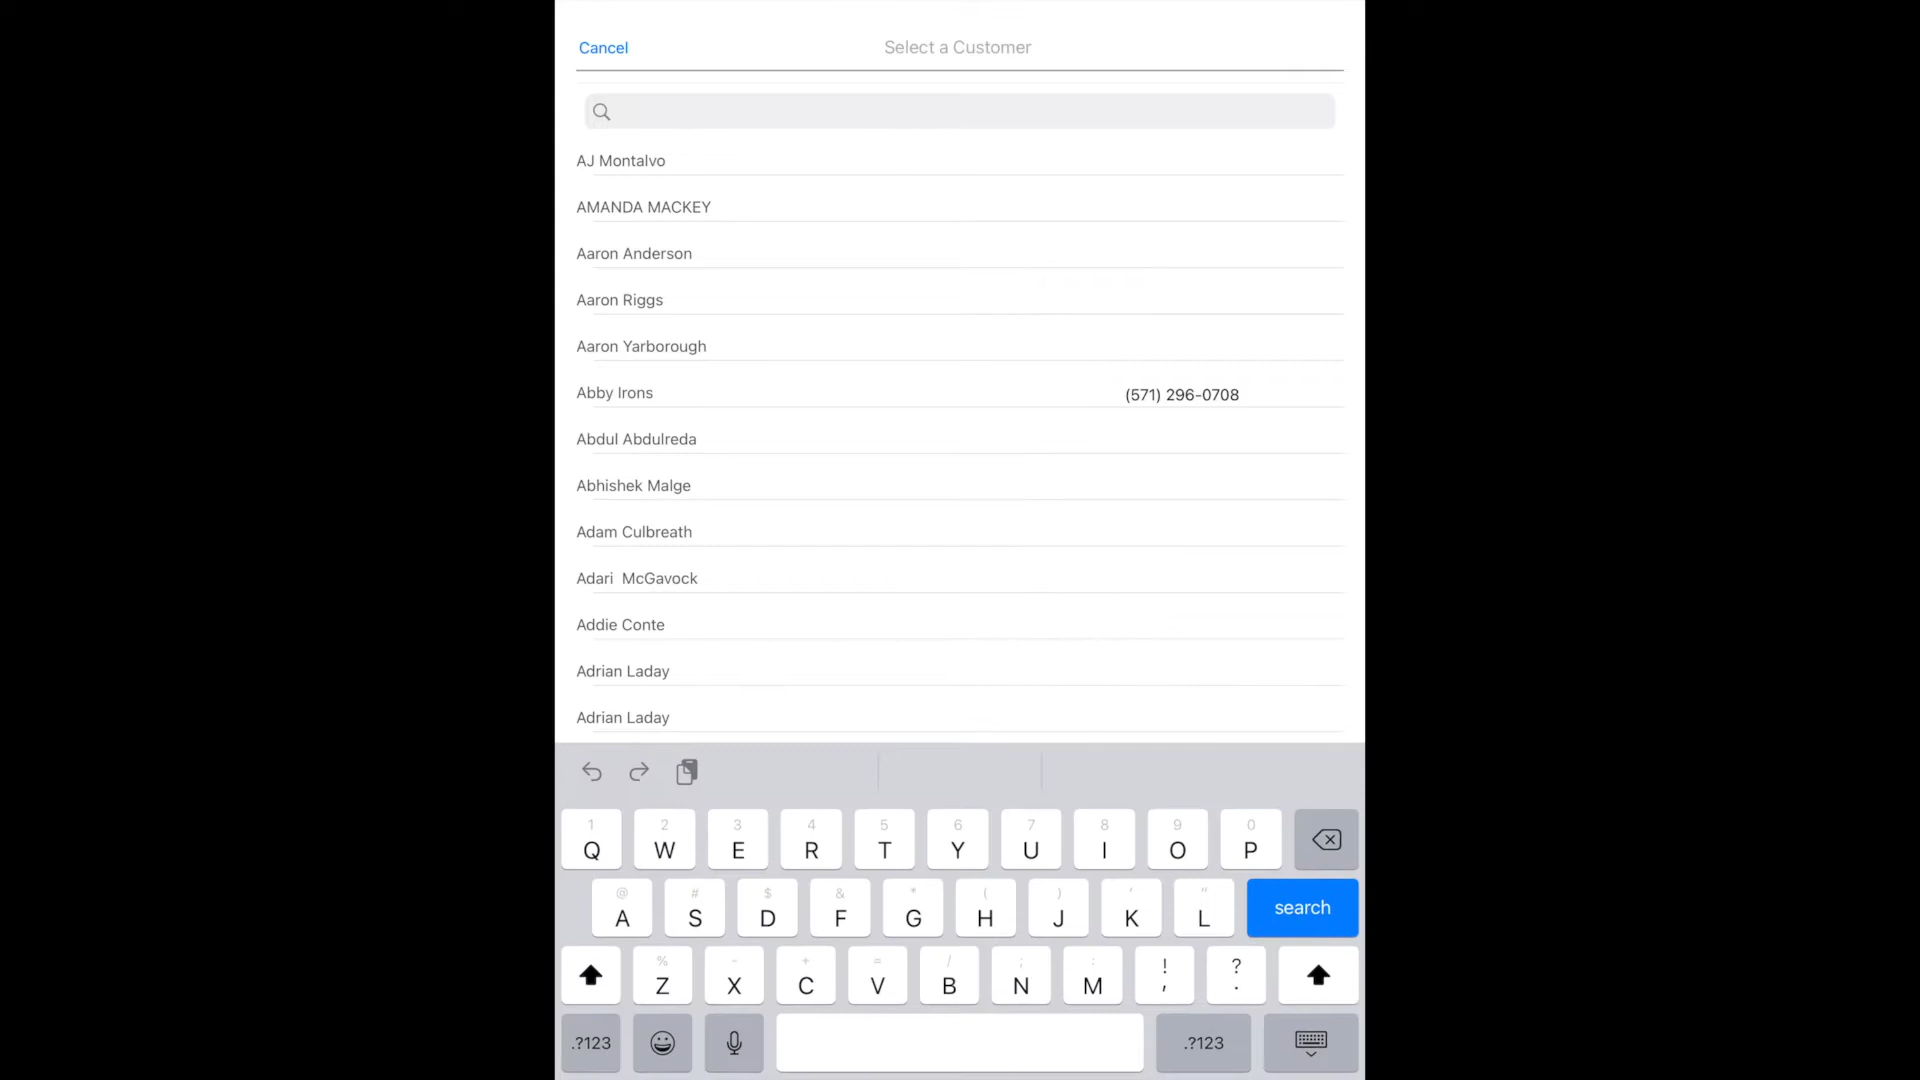 Cancel Select a Customer
AJ Montalvo
AMANDA MACKEY
Aaron Anderson
Aaron Riggs
Aaron Yarborough
Abby Irons (571) 296-0708
Abdul Abdulreda
Abhishek Malge
Adam Culbreath
Adari  McGavock
Addie Conte
Adrian Laday
Adrian Laday
1 2 3 4 5 6 7 8 9 0
Q W E R T Y U I O P
@ # $ & * ( ) ' "
A S D F G H J K L search
% - + = / ; : ! ?
Z X C V B N M , .
.?123 .?123